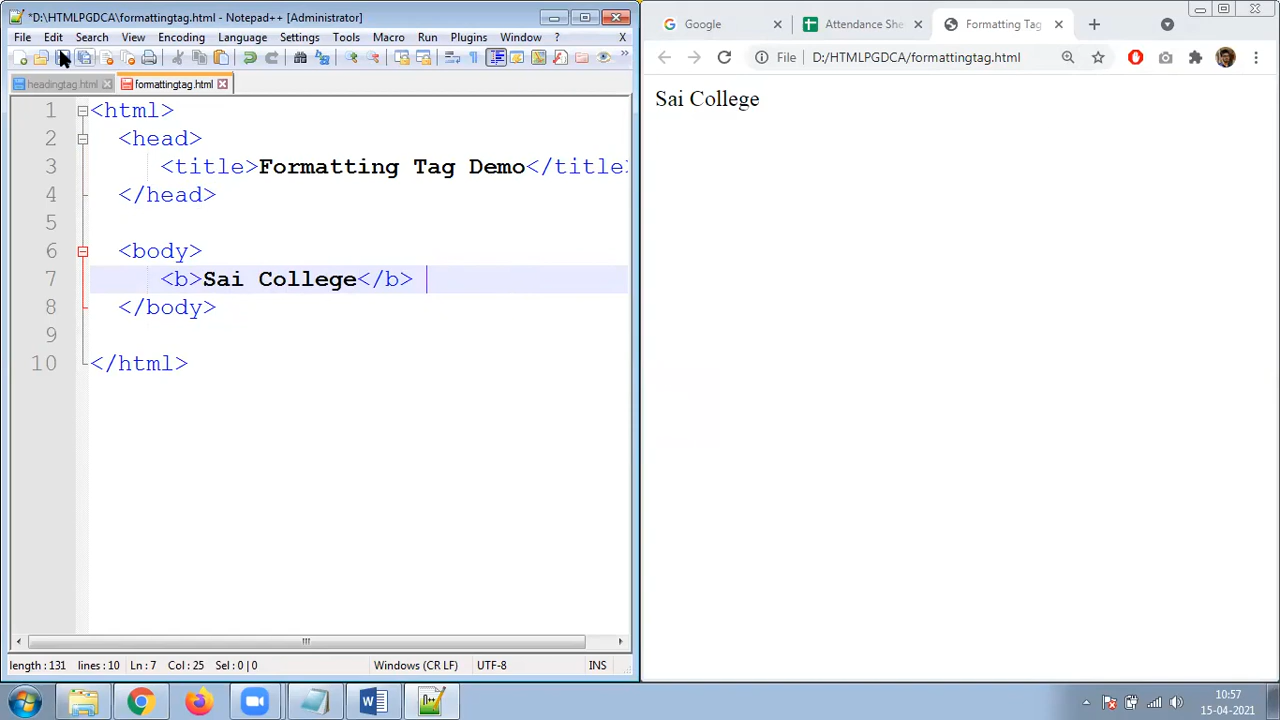 *D:\HTMLPGDCA\formattingtag.html - Notepad++ [Administrator]
File Edit Search View Encoding Language Settings Tools Macro Run Plugins Window ? X
headingtag.html formattingtag.html
1 <html>
2 <head>
3 <title>Formatting Tag Demo</title>
4 </head>
5
6 <body>
7 <b>Sai College</b>
8 </body>
9
10 </html>
length : 131 lines : 10 Ln : 7 Col : 25 Sel : 0 | 0 Windows (CR LF) UTF-8 INS
Google Attendance She Formatting Tag
File D:/HTMLPGDCA/formattingtag.html
Sai College
10:57
15-04-2021